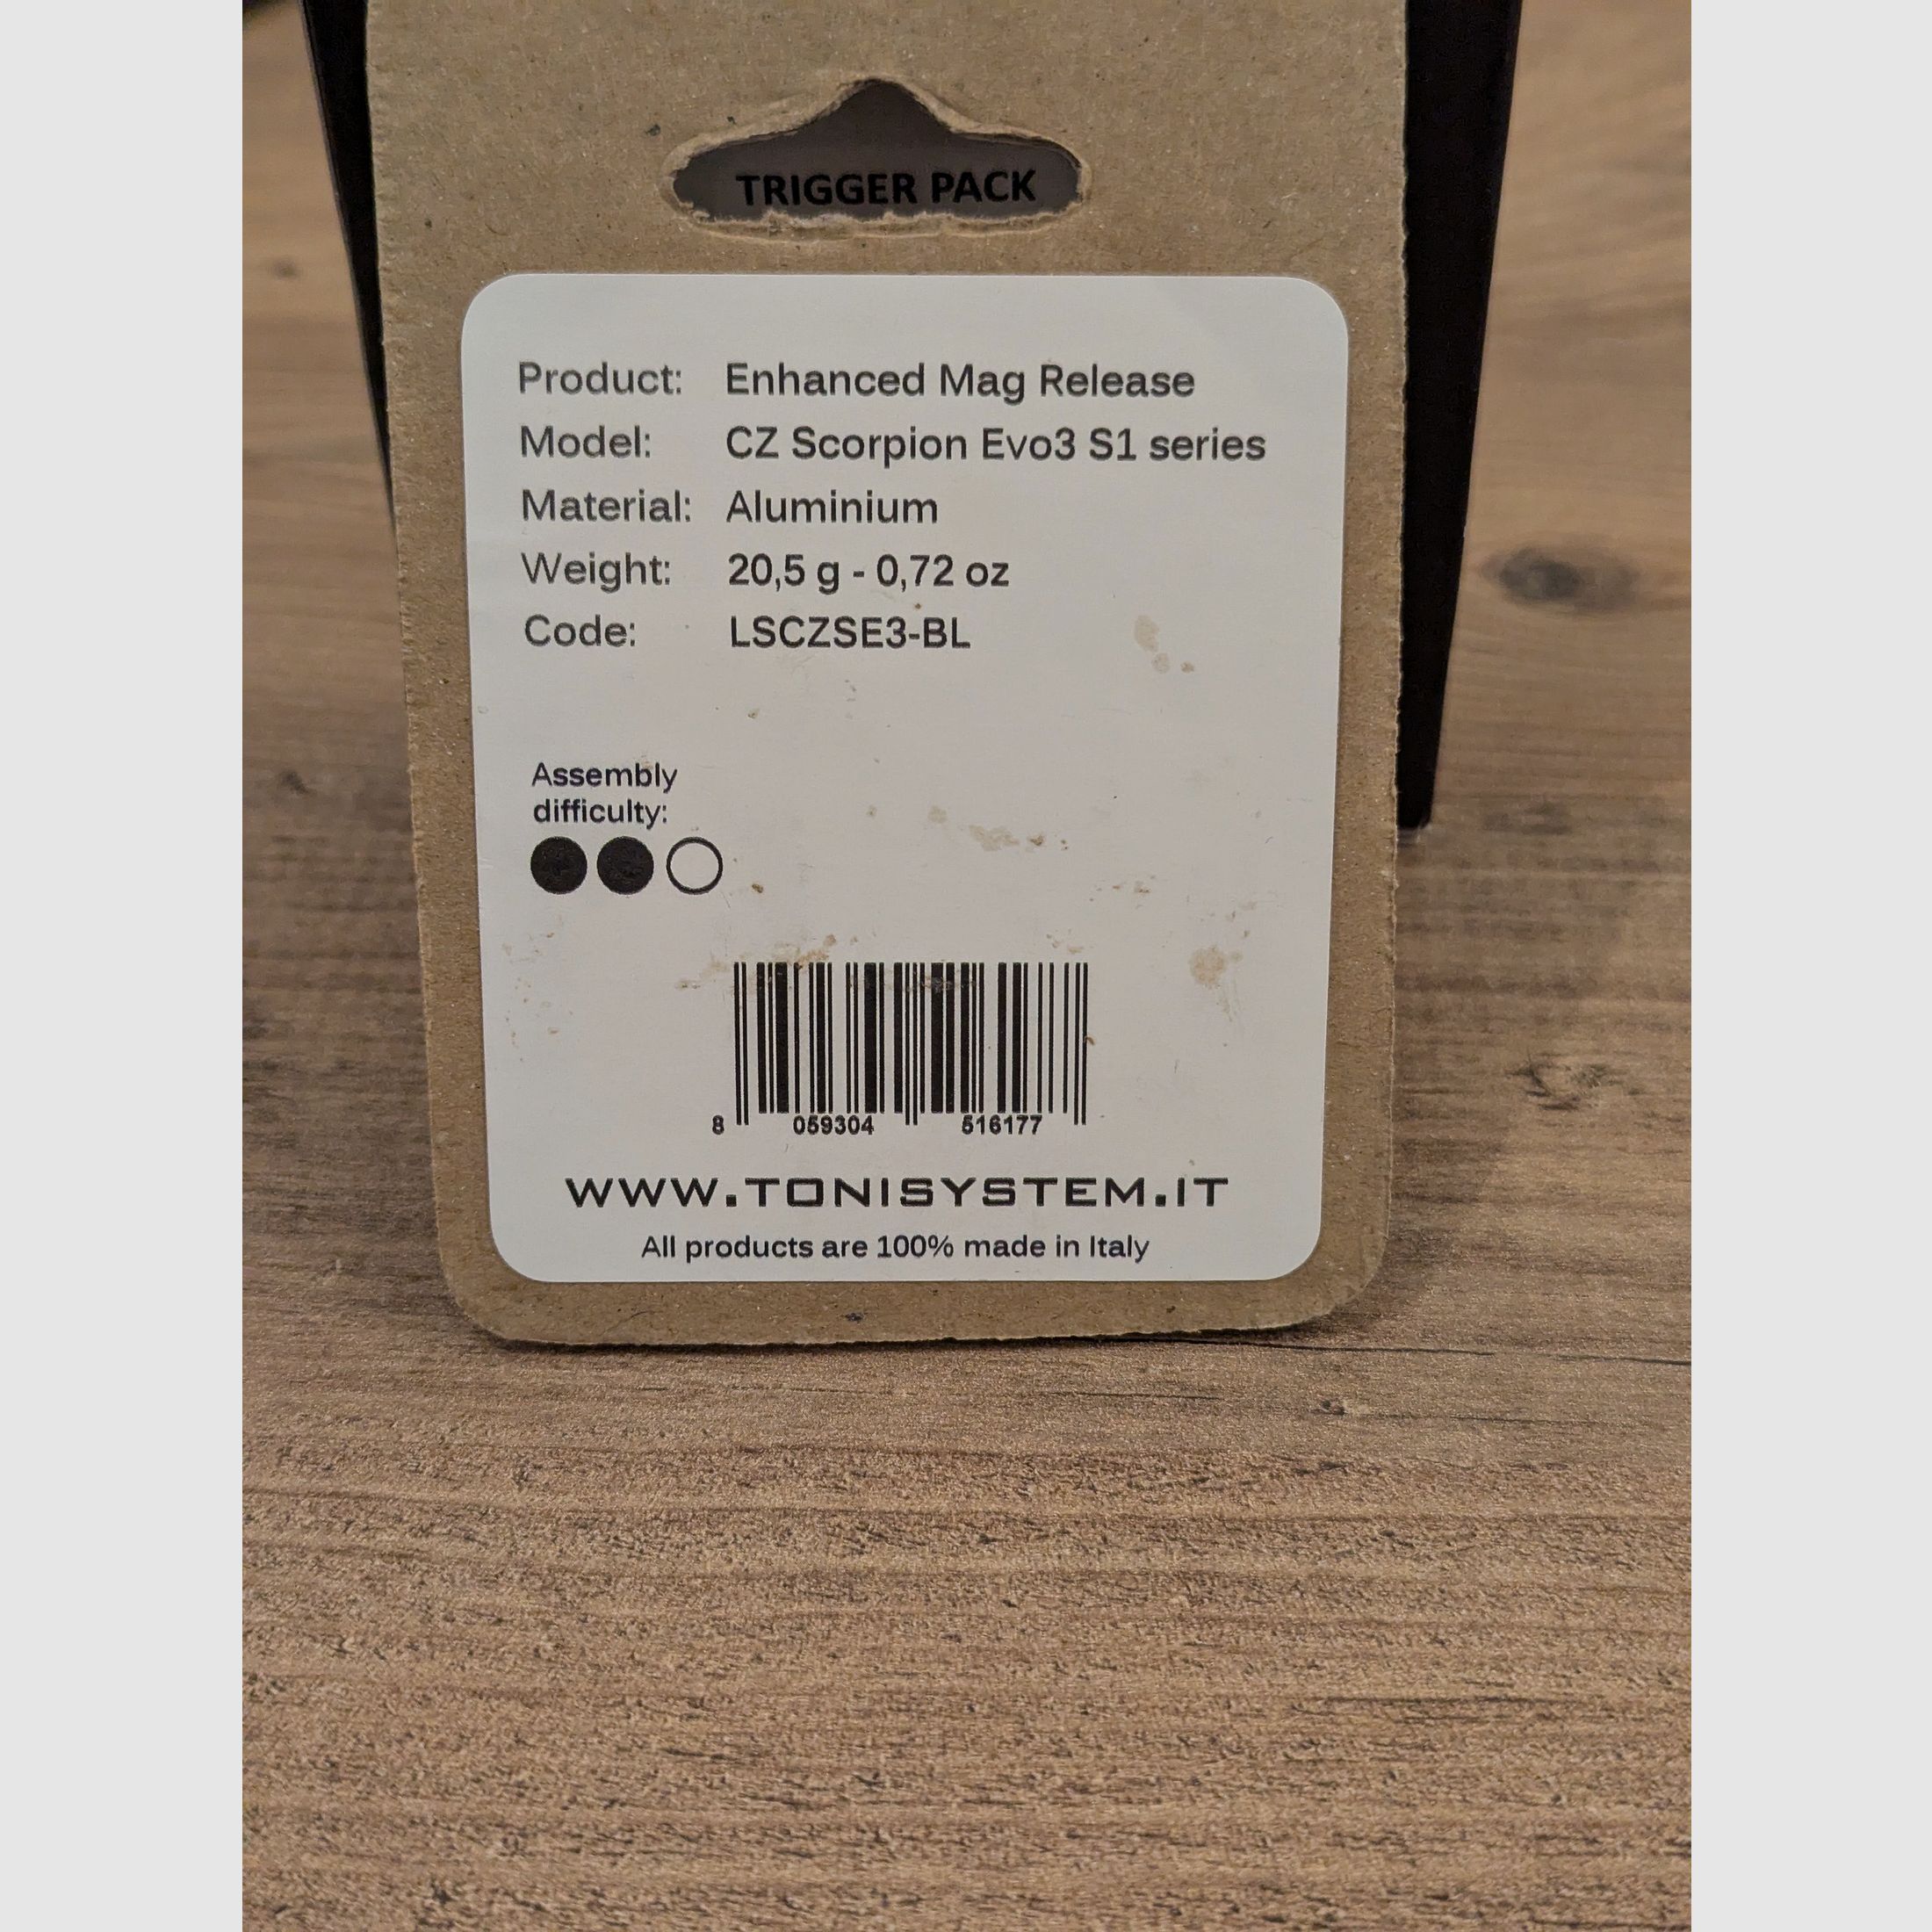 TRIGGER PACK
Product: Enhanced Mag Release
Model: CZ Scorpion Evo3 S1 series
Material: Aluminium
Weight: 20,5 g - 0,72 oz
Code: LSCZSE3-BL
Assembly
difficulty:
8 059304 516177
WWW.TONISYSTEM.IT
All products are 100% made in Italy